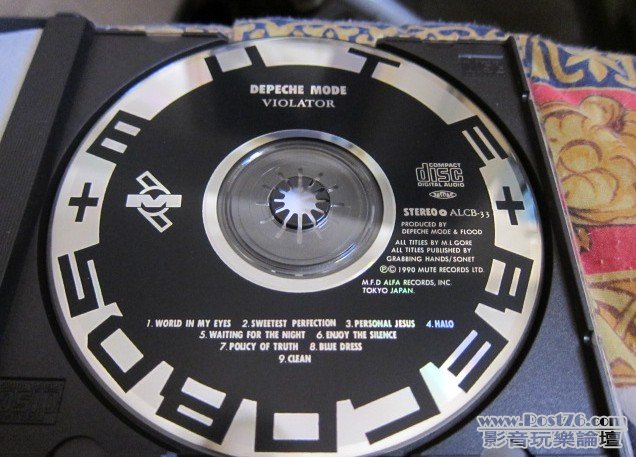 DEPECHE MODE
VIOLATOR
COMPACT
disc
DIGITAL AUDIO
STEREO ALCB-33
PRODUCED BY
DEPECHE MODE & FLOOD
ALL TITLES BY M L GORE
ALL TITLES PUBLISHED BY
GRABBING HANDS/SONET
Ⓟ© 1990 MUTE RECORDS LTD.
M.F.D ALFA RECORDS, INC.
TOKYO JAPAN.
1. WORLD IN MY EYES 2. SWEETEST PERFECTION 3. PERSONAL JESUS 4. HALO
5. WAITING FOR THE NIGHT 6. ENJOY THE SILENCE
7. POLICY OF TRUTH 8. BLUE DRESS
9. CLEAN
www.Post76.com
影音玩樂論壇